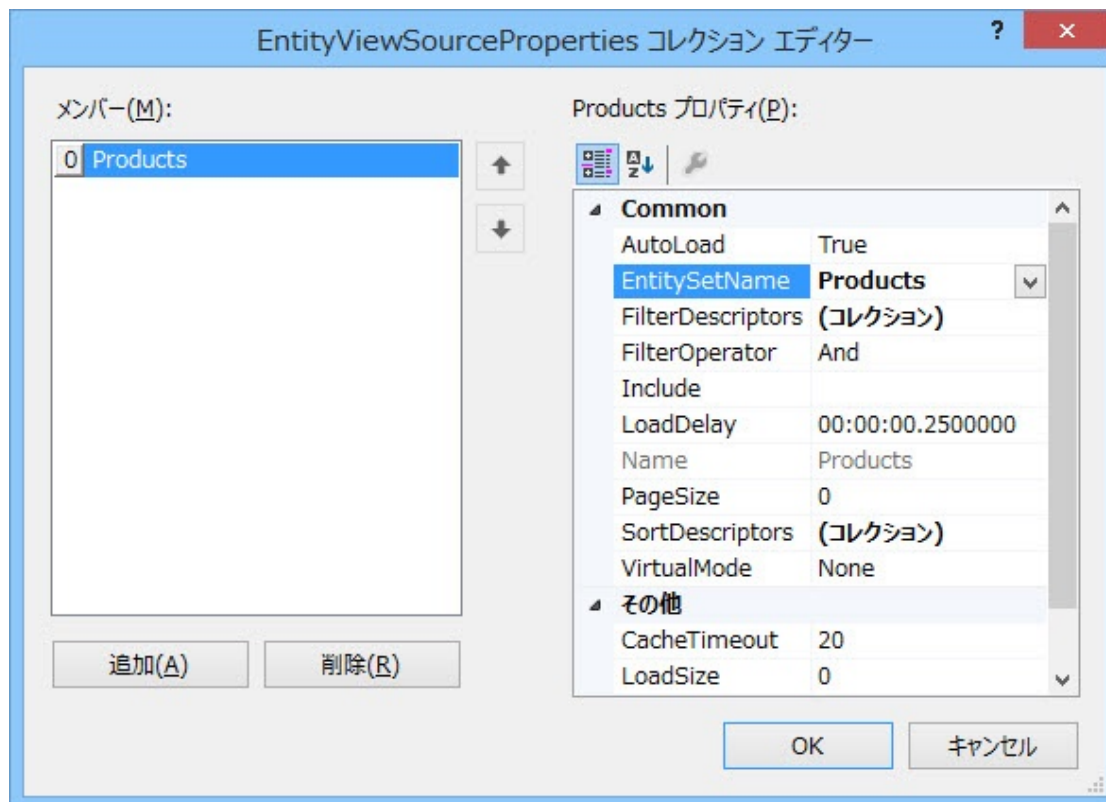 EntityViewSourceProperties コレクション エディター
? ×
メンバー(M):
0 Products
追加(A) 削除(R)
Products プロパティ(P):
Common
AutoLoad True
EntitySetName Products
FilterDescriptors (コレクション)
FilterOperator And
Include
LoadDelay 00:00:00.2500000
Name Products
PageSize 0
SortDescriptors (コレクション)
VirtualMode None
その他
CacheTimeout 20
LoadSize 0
OK キャンセル